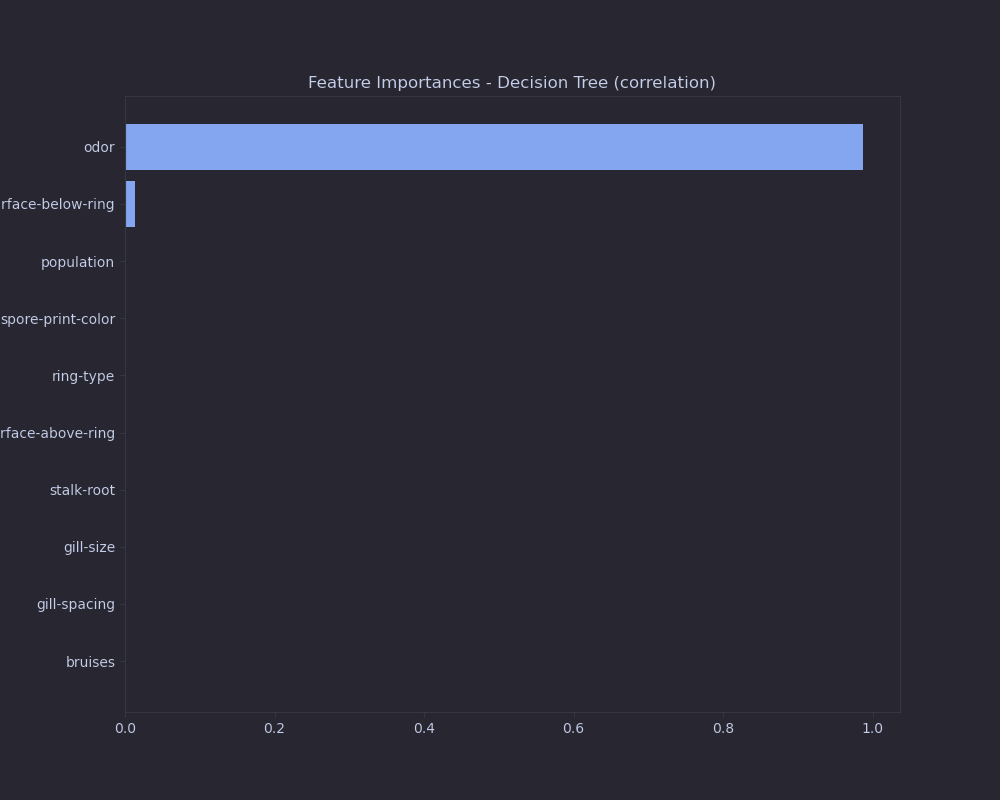 Feature Importances - Decision Tree (correlation)
odor
rface-below-ring
population
spore-print-color
ring-type
rface-above-ring
stalk-root
gill-size
gill-spacing
bruises
0.0 0.2 0.4 0.6 0.8 1.0